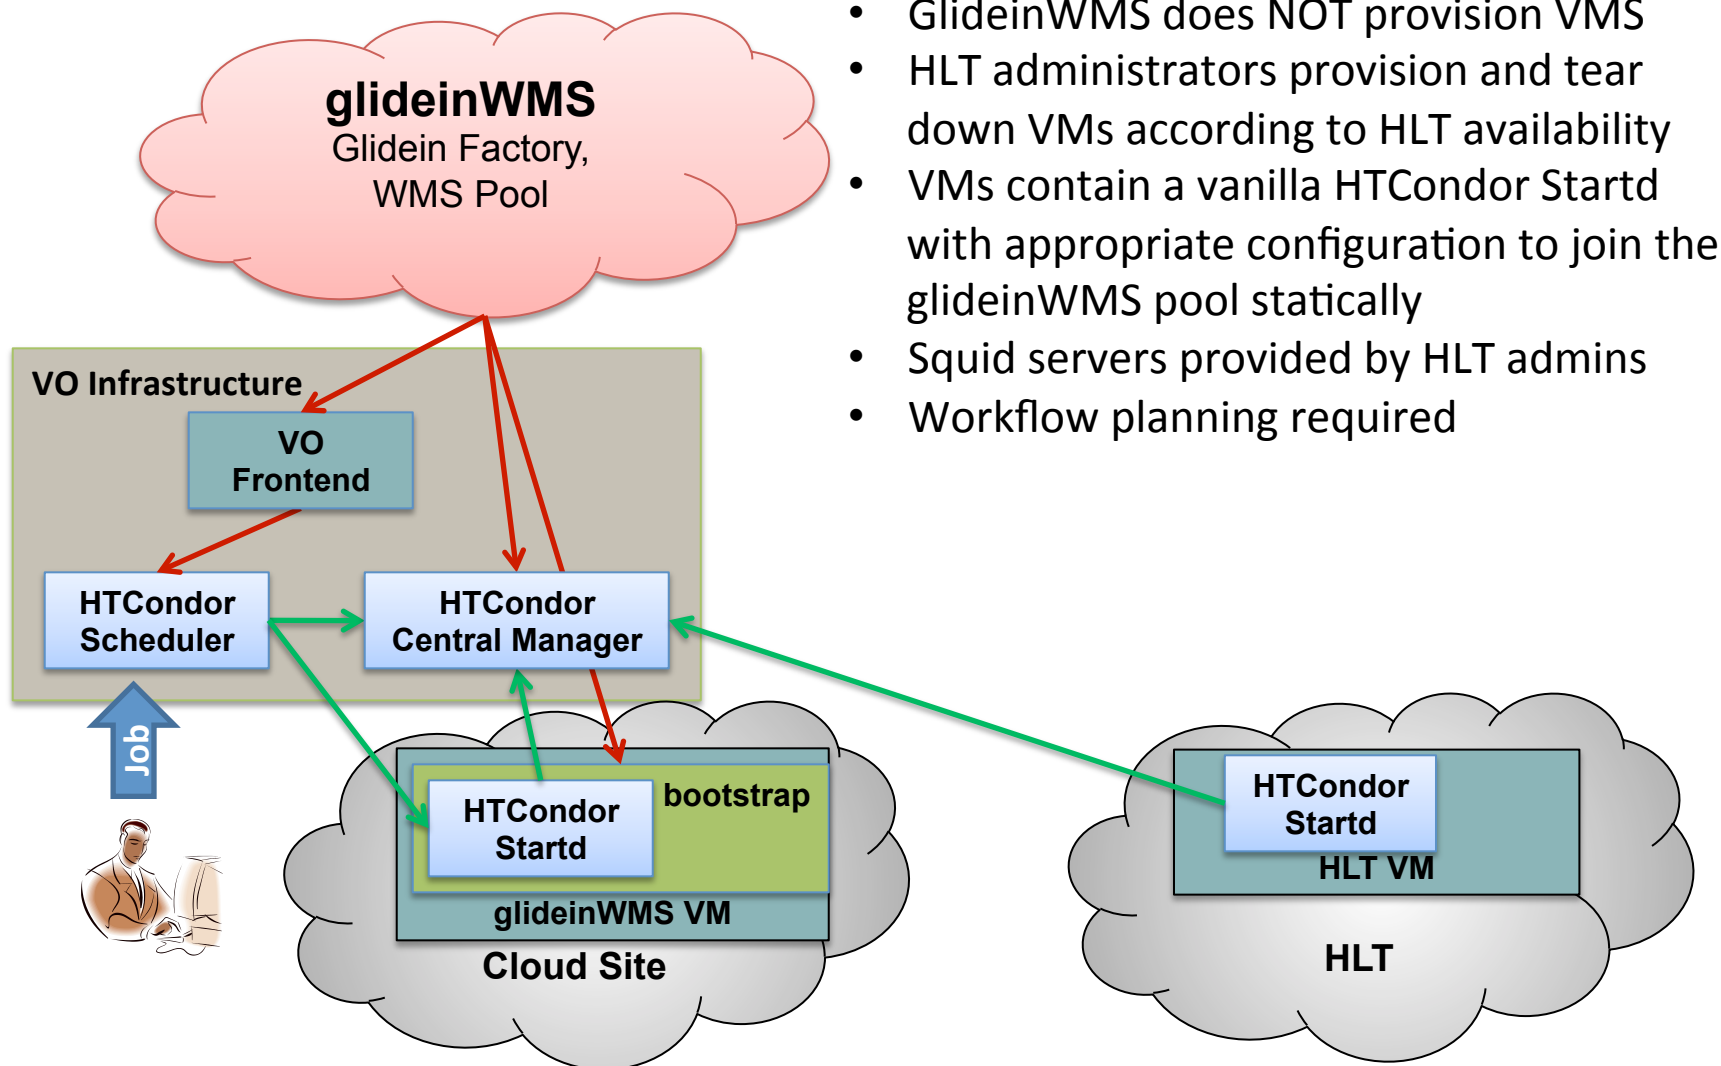 • GlideinWMS does NOT provision VMS
• HLT administrators provision and tear
down VMs according to HLT availability
• VMs contain a vanilla HTCondor Startd
with appropriate configuration to join the
glideinWMS pool statically
• Squid servers provided by HLT admins
• Workflow planning required
glideinWMS
Glidein Factory,
WMS Pool
VO Infrastructure
VO
Frontend
HTCondor
Scheduler
HTCondor
Central Manager
Job
HTCondor
Startd
bootstrap
glideinWMS VM
Cloud Site
HTCondor
Startd
HLT VM
HLT